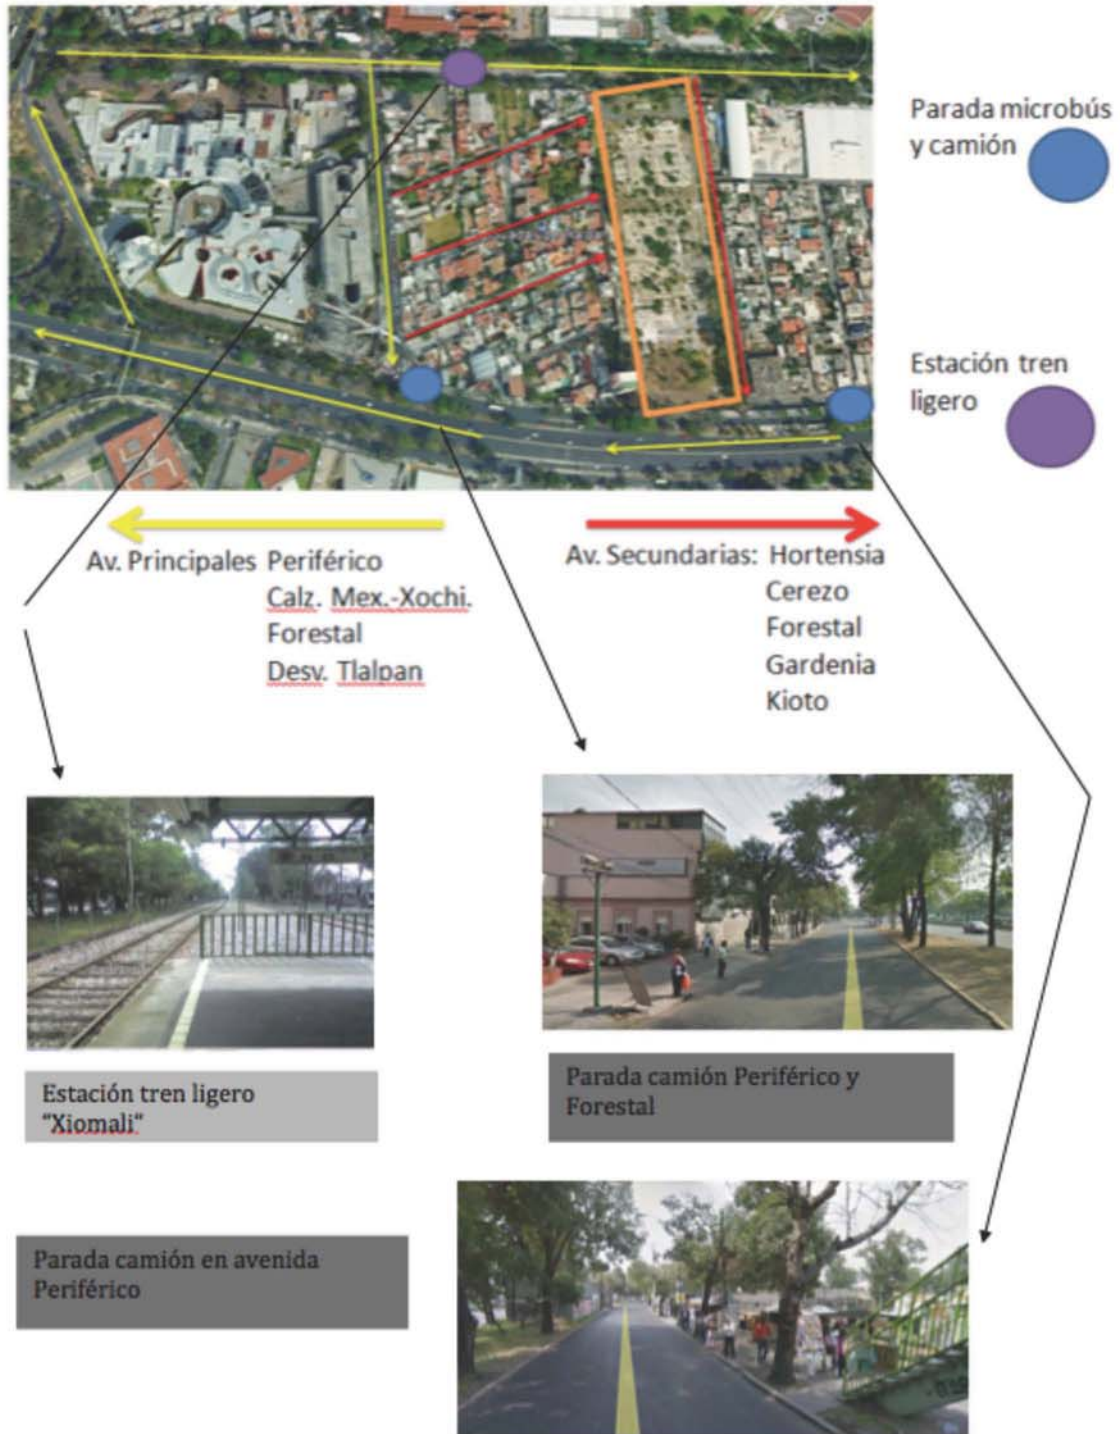 Parada microbús
y camión
Estación tren
ligero
Av. Principales Periférico
Calz. Mex.-Xochi.
Forestal
Desv. Tlalpan
Av. Secundarias: Hortensia
Cerezo
Forestal
Gardenia
Kioto
Estación tren ligero
“Xiomali“
Parada camión Periférico y
Forestal
Parada camión en avenida
Periférico